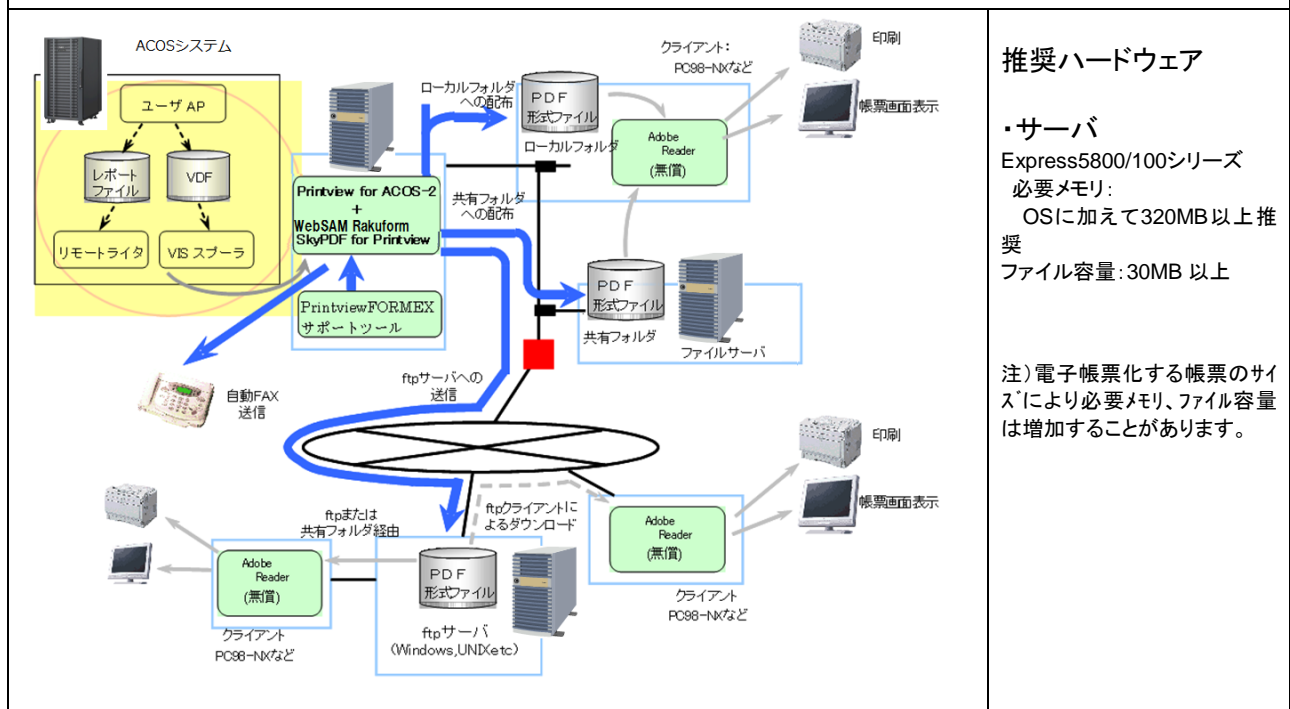 ACOSシステム
ユーザ AP
レポート
ファイル
VDF
リモートライタ
VIS スプーラ
Printview for ACOS-2
+
WebSAM Rakuform
SkyPDF for Printview
PrintviewFORMEX
サポートツール
自動FAX
送信
ローカルフォルダ
への配布
共有フォルダ
への配布
ftpサーバへの
送信
PDF
形式ファイル
ローカルフォルダ
クライアント:
PC98-NXなど
Adobe
Reader
(無償)
印刷
帳票画面表示
PDF
形式ファイル
共有フォルダ
ファイルサーバ
印刷
帳票画面表示
Adobe
Reader
(無償)
クライアント
PC98-NXなど
ftpクライアントに
よるダウンロード
ftpまたは
共有フォルダ経由
PDF
形式ファイル
ftpサーバ
(Windows,UNIXetc)
Adobe
Reader
(無償)
クライアント
PC98-NXなど
推奨ハードウェア
・サーバ
Express5800/100シリーズ
必要メモリ:
OSに加えて320MB以上推
奨
ファイル容量:30MB 以上
注)電子帳票化する帳票のサイ
ズにより必要メモリ、ファイル容量
は増加することがあります。